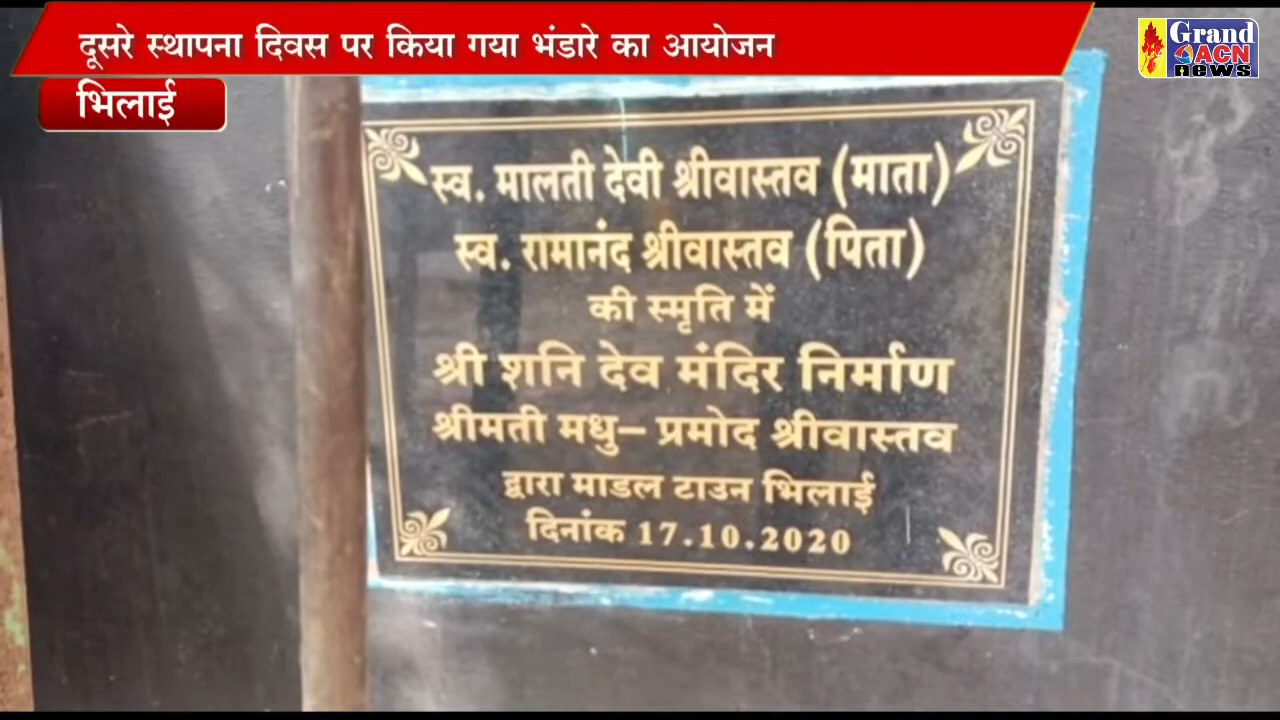 दूसरे स्थापना दिवस पर किया गया भंडारे का आयोजन
Grand
ACN
news
भिलाई
स्व. मालती देवी श्रीवास्तव (माता)
स्व. रामानंद श्रीवास्तव (पिता)
की स्मृति में
श्री शनि देव मंदिर निर्माण
श्रीमती मधु– प्रमोद श्रीवास्तव
द्वारा माडल टाउन भिलाई
दिनांक 17.10.2020